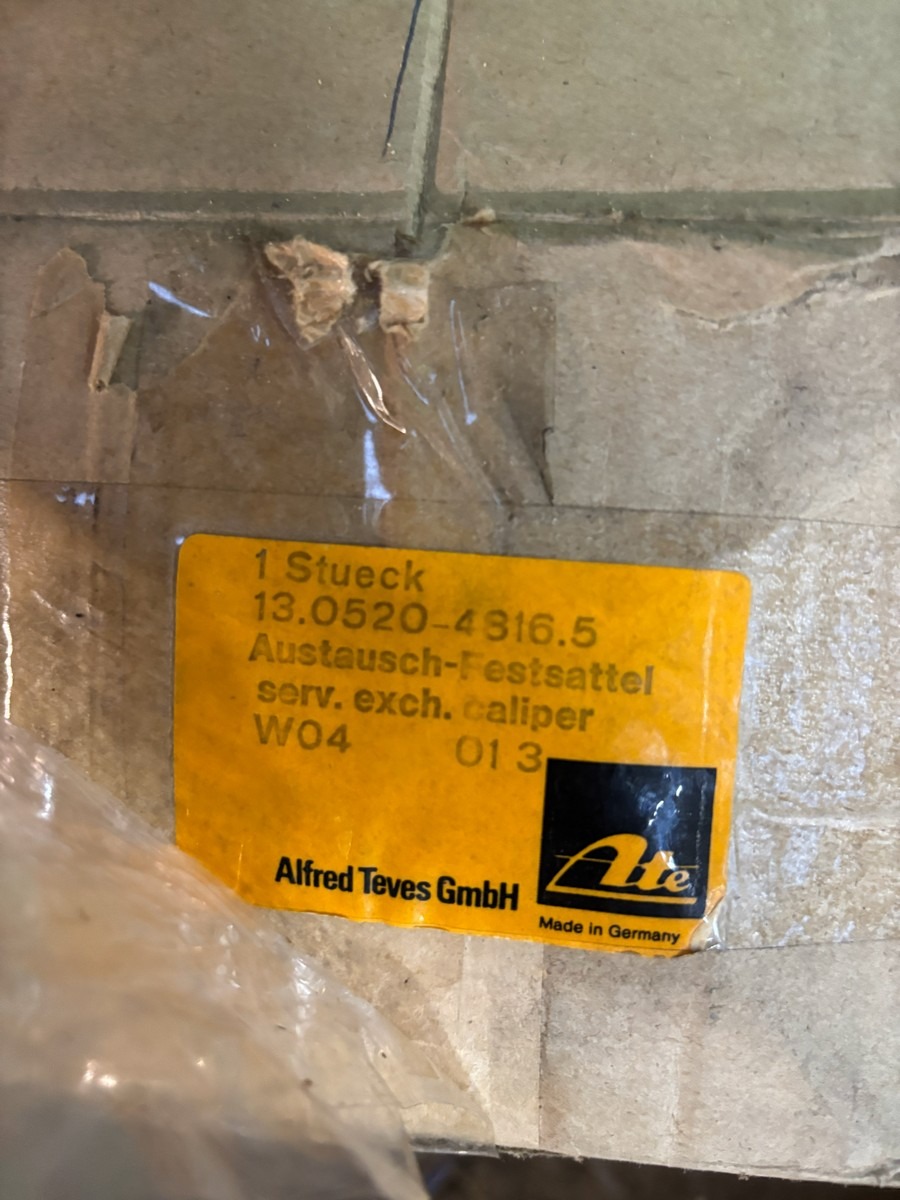 1 Stueck
13.0520-4816.5
Austausch-Festsattel
serv. exch. caliper
W04 01 3
Ate
Alfred Teves GmbH
Made in Germany